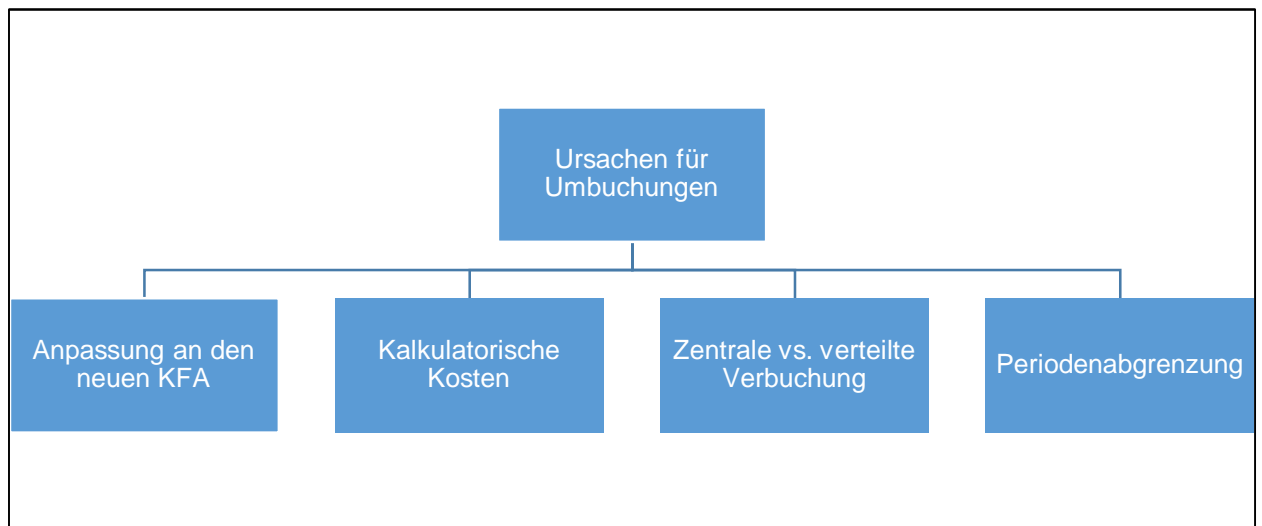 Ursachen für
Umbuchungen
Anpassung an den
neuen KFA
Kalkulatorische
Kosten
Zentrale vs. verteilte
Verbuchung
Periodenabgrenzung